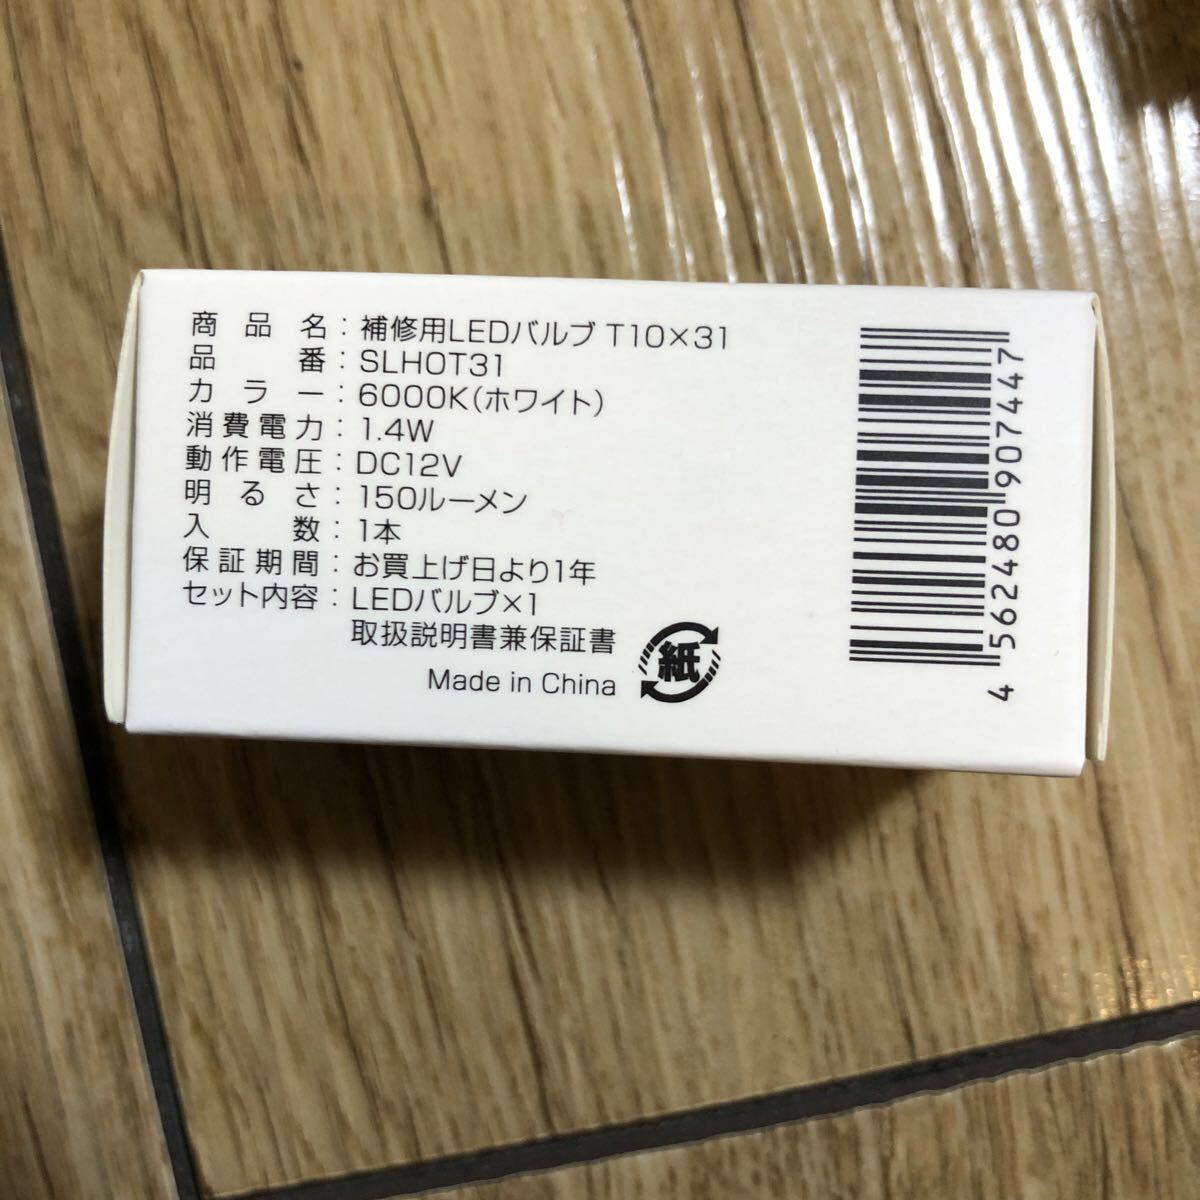 商品名：補修用LEDバルブ T10×31
品番：SLHOT31
カラー：6000K(ホワイト)
消費電力：1.4W
動作電圧：DC12V
明るさ：150ルーメン
入数：1本
保証期間：お買上げ日より1年
セット内容：LEDバルブ×1
取扱説明書兼保証書
Made in China
紙
4 562480 907447